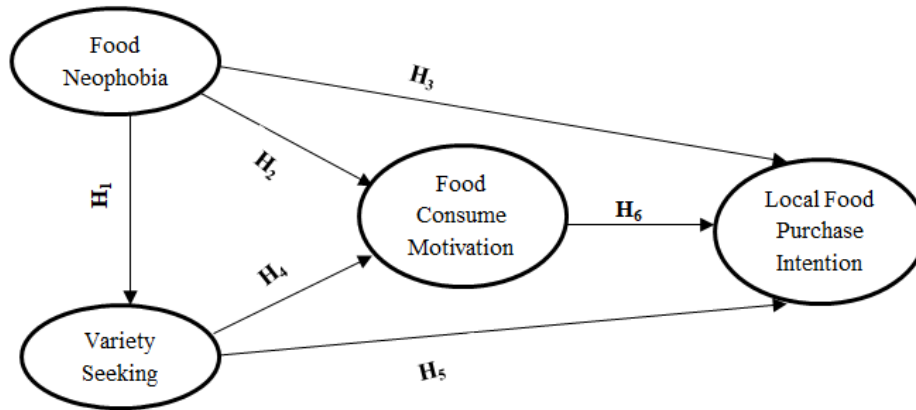 Food
Neophobia
H3
H2
H1
Food
Consume
Motivation
H6
Local Food
Purchase
Intention
H4
Variety
Seeking
H5